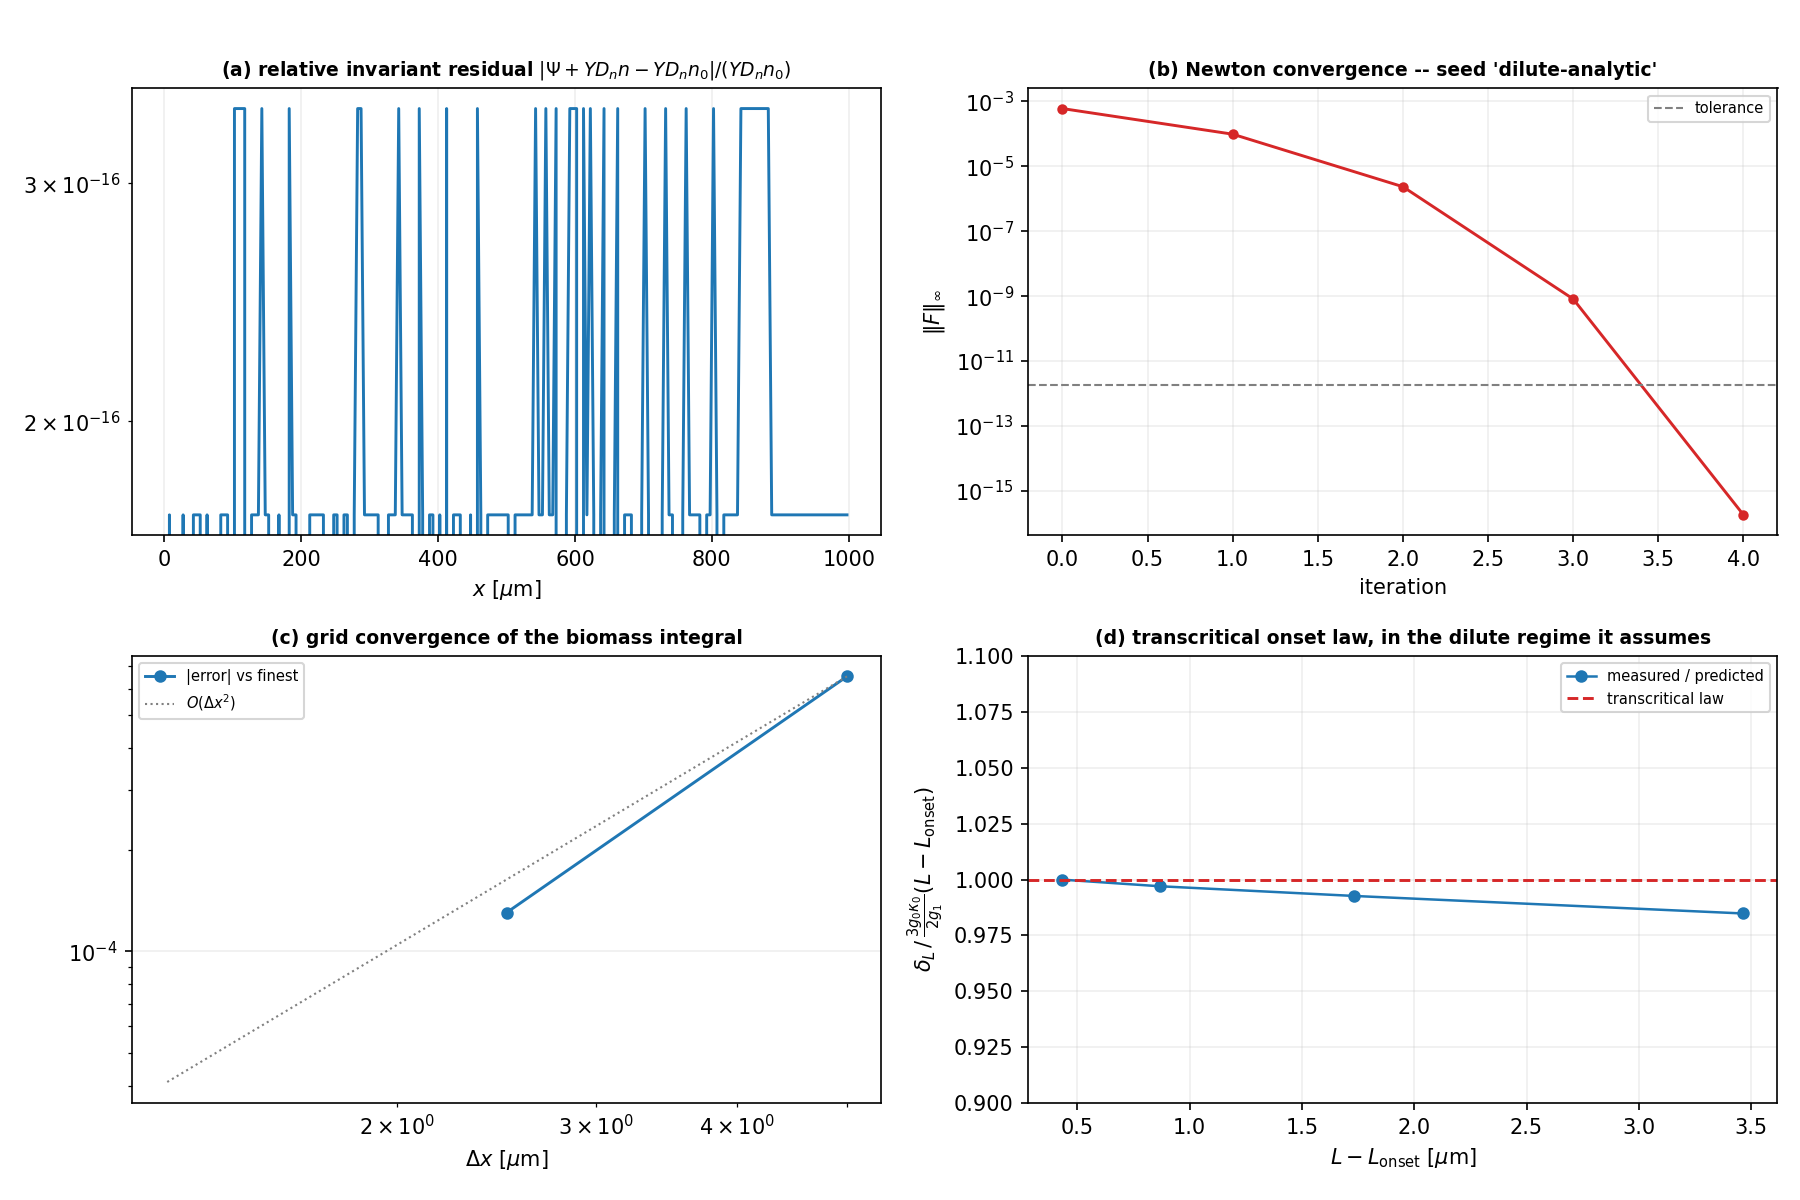 (a) relative invariant residual |Ψ + YDₙn − YDₙn₀|/(YDₙn₀)
3 × 10⁻¹⁶
2 × 10⁻¹⁶
0 200 400 600 800 1000
x [μm]
(b) Newton convergence -- seed 'dilute-analytic'
tolerance
10⁻³
10⁻⁵
10⁻⁷
10⁻⁹
10⁻¹¹
10⁻¹³
10⁻¹⁵
‖F‖∞
0.0 0.5 1.0 1.5 2.0 2.5 3.0 3.5 4.0
iteration
(c) grid convergence of the biomass integral
|error| vs finest
O(Δx²)
10⁻⁴
2 × 10⁰ 3 × 10⁰ 4 × 10⁰
Δx [μm]
(d) transcritical onset law, in the dilute regime it assumes
measured / predicted
transcritical law
1.100
1.075
1.050
1.025
1.000
0.975
0.950
0.925
0.900
δ_L / (3g₀κ₀/2g₁)(L − L_onset)
0.5 1.0 1.5 2.0 2.5 3.0 3.5
L − L_onset [μm]